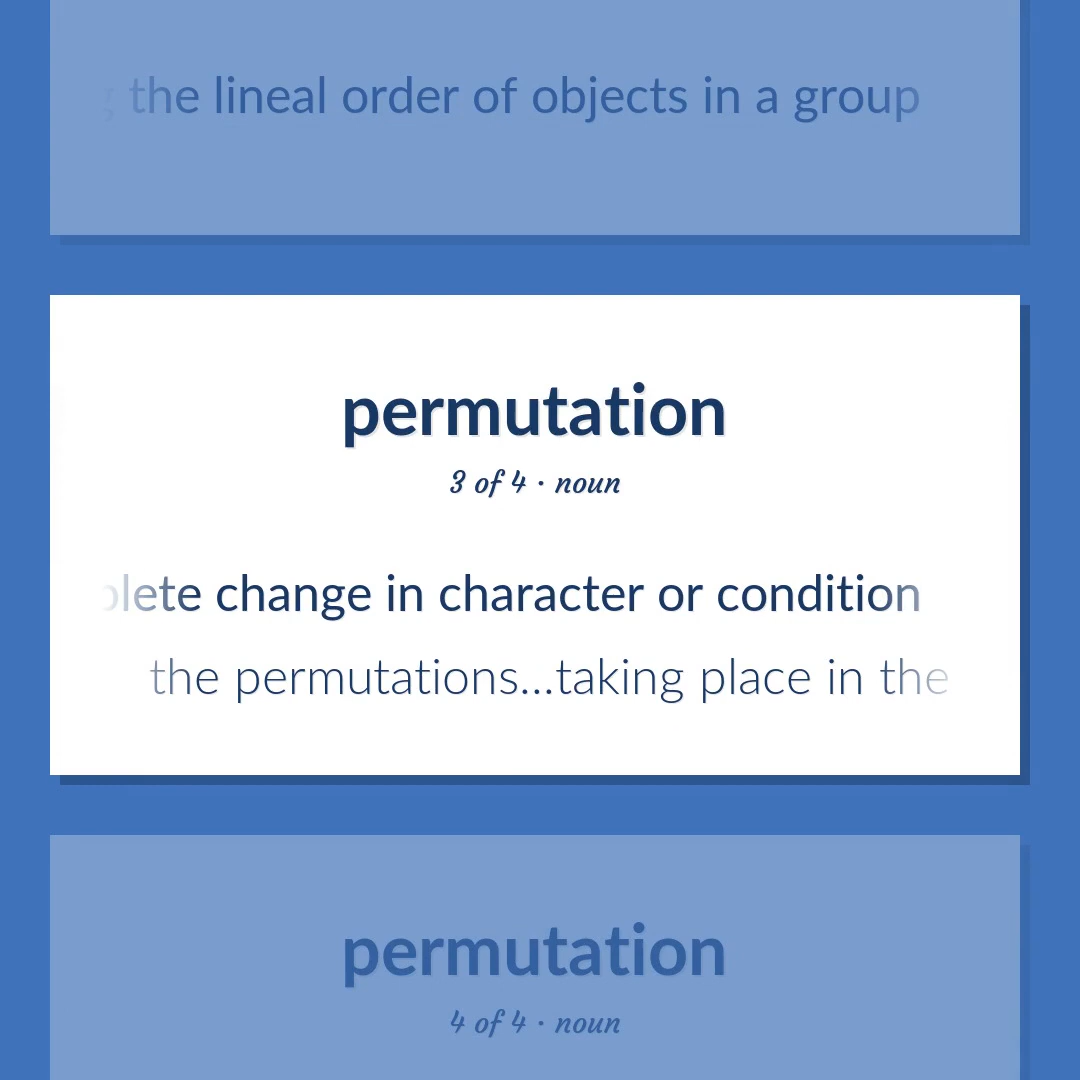 the lineal order of objects in a group
permutation
3 of 4 · noun
plete change in character or condition
the permutations...taking place in the
permutation
4 of 4 · noun